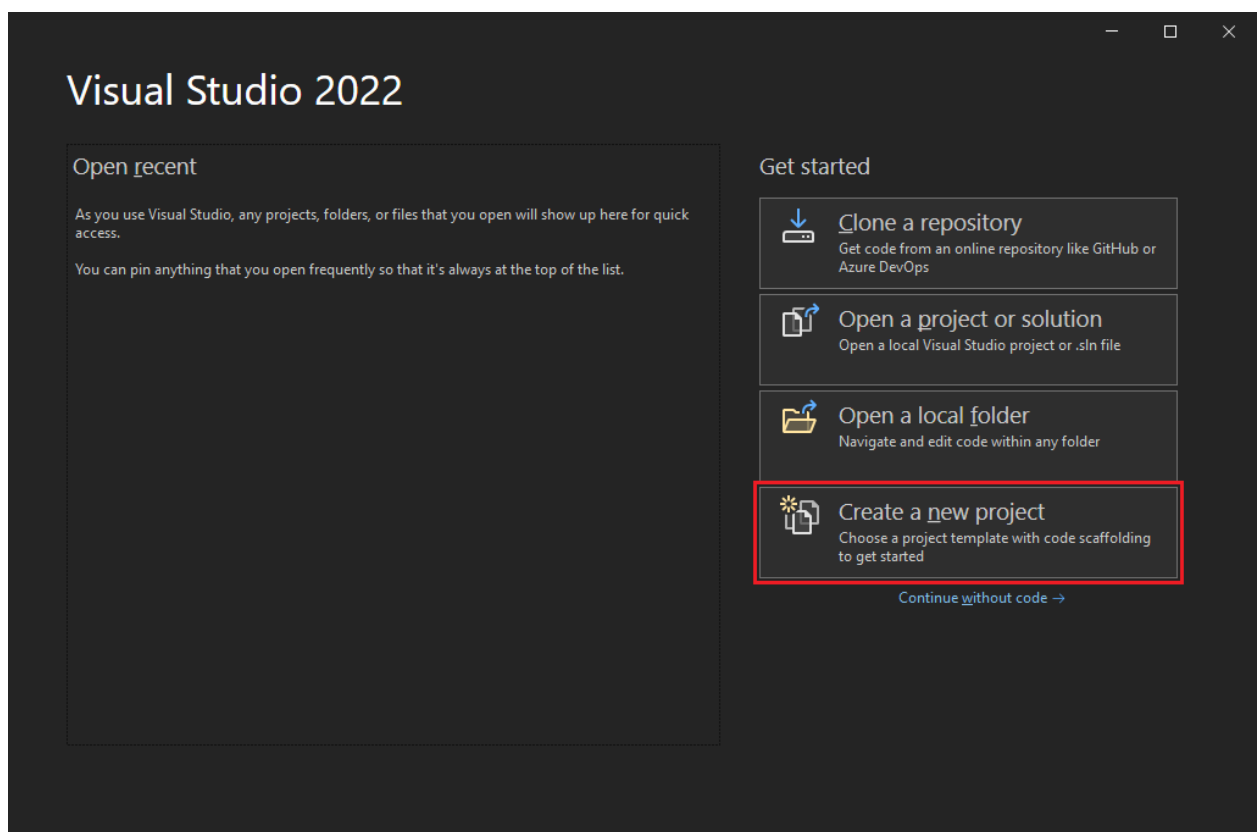 Visual Studio 2022
Open recent
As you use Visual Studio, any projects, folders, or files that you open will show up here for quick
access.
You can pin anything that you open frequently so that it's always at the top of the list.
Get started
Clone a repository
Get code from an online repository like GitHub or
Azure DevOps
Open a project or solution
Open a local Visual Studio project or .sln file
Open a local folder
Navigate and edit code within any folder
Create a new project
Choose a project template with code scaffolding
to get started
Continue without code →